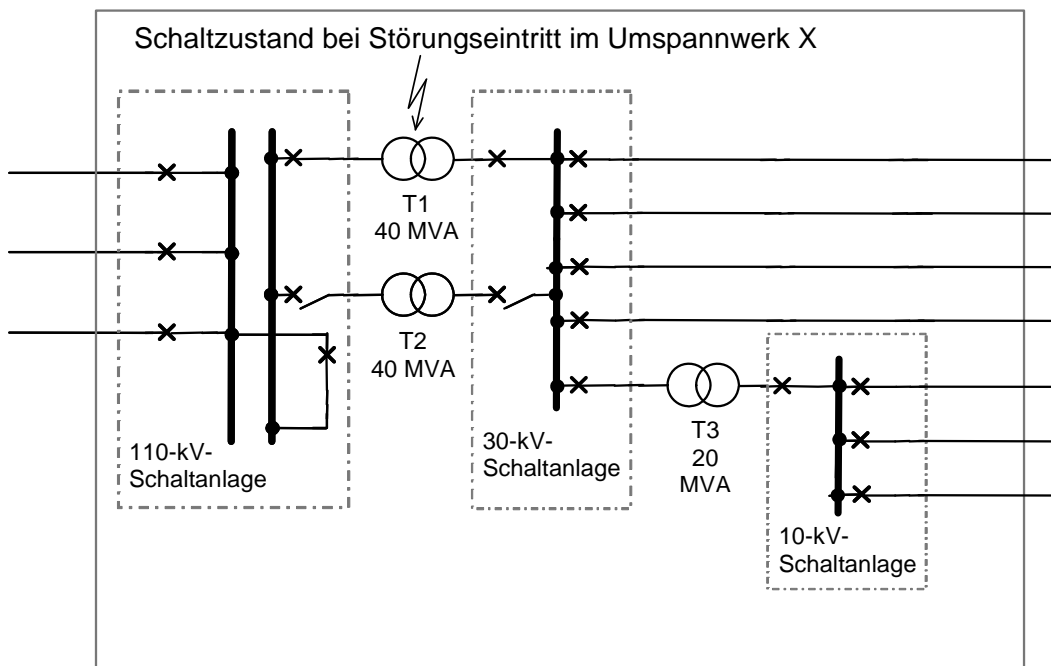 Schaltzustand bei Störungseintritt im Umspannwerk X
T1
40 MVA
T2
40 MVA
110-kV-
Schaltanlage
30-kV-
Schaltanlage
T3
20
MVA
10-kV-
Schaltanlage